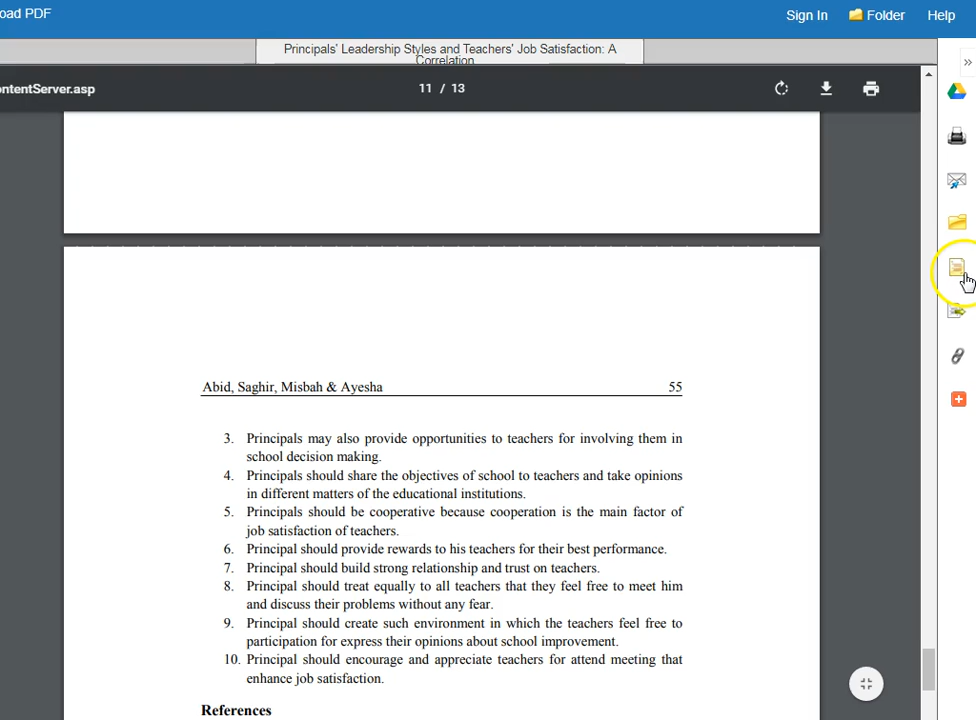 oad PDF
Sign In
Folder
Help
Principals' Leadership Styles and Teachers' Job Satisfaction: A
Correlation
»
ontentServer.asp
11 / 13
Abid, Saghir, Misbah & Ayesha 55
3. Principals may also provide opportunities to teachers for involving them in
school decision making.
4. Principals should share the objectives of school to teachers and take opinions
in different matters of the educational institutions.
5. Principals should be cooperative because cooperation is the main factor of
job satisfaction of teachers.
6. Principal should provide rewards to his teachers for their best performance.
7. Principal should build strong relationship and trust on teachers.
8. Principal should treat equally to all teachers that they feel free to meet him
and discuss their problems without any fear.
9. Principal should create such environment in which the teachers feel free to
participation for express their opinions about school improvement.
10. Principal should encourage and appreciate teachers for attend meeting that
enhance job satisfaction.
References